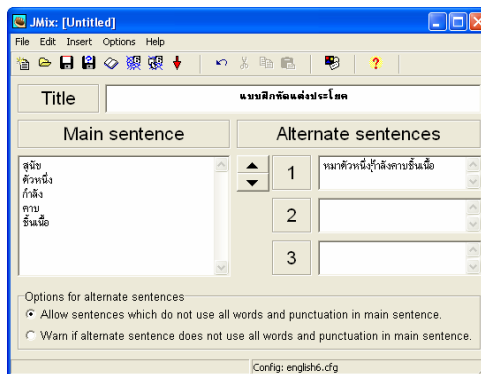 JMix: [Untitled]
File Edit Insert Options Help
Title
แบบฝึกหัดแต่งประโยค
Main sentence
Alternate sentences
สุนัข
ตัวหนึ่ง
กำลัง
คาบ
ชิ้นเนื้อ
1
หมาตัวหนึ่งกำลังคาบชิ้นเนื้อ
2
3
Options for alternate sentences
Allow sentences which do not use all words and punctuation in main sentence.
Warn if alternate sentence does not use all words and punctuation in main sentence.
Config: english6.cfg